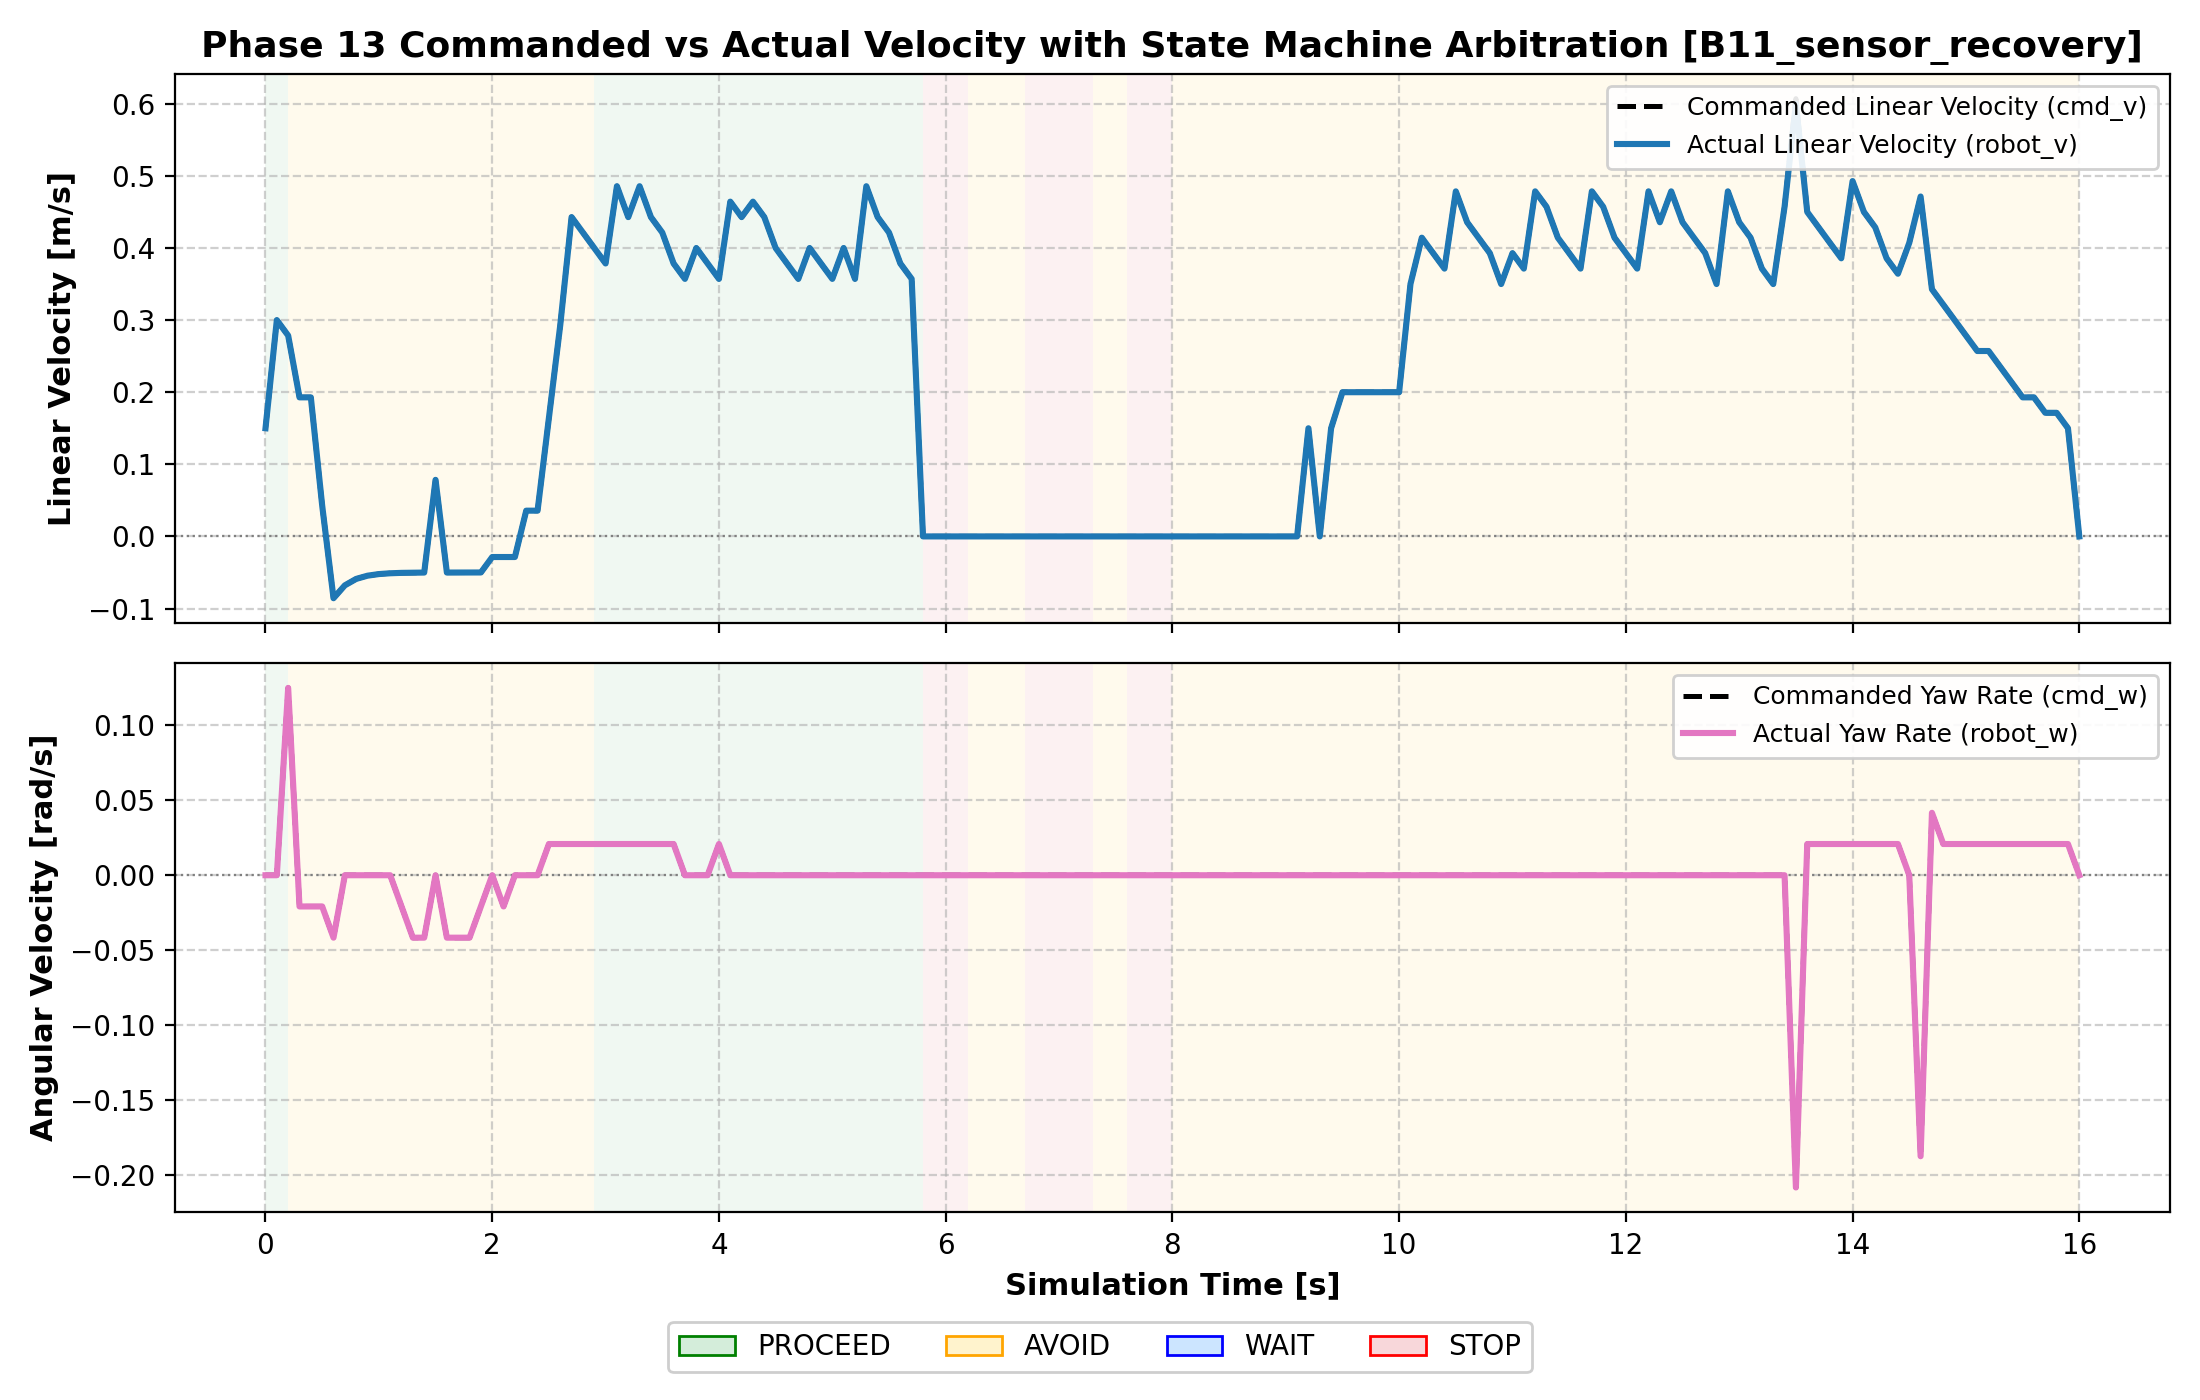 Phase 13 Commanded vs Actual Velocity with State Machine Arbitration [B11_sensor_recovery]
Linear Velocity [m/s]
0.6
0.5
0.4
0.3
0.2
0.1
0.0
−0.1
Commanded Linear Velocity (cmd_v)
Actual Linear Velocity (robot_v)
Angular Velocity [rad/s]
0.10
0.05
0.00
−0.05
−0.10
−0.15
−0.20
Commanded Yaw Rate (cmd_w)
Actual Yaw Rate (robot_w)
0 2 4 6 8 10 12 14 16
Simulation Time [s]
PROCEED AVOID WAIT STOP